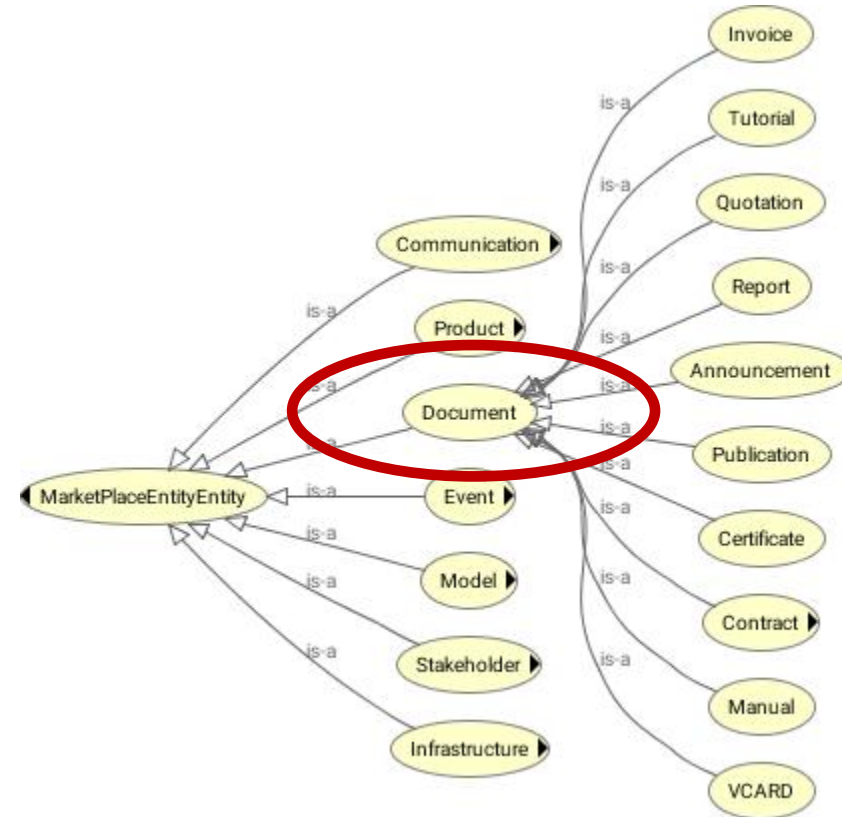 Invoice
is-a
Tutorial
is-a
Quotation
Communication
is-a
Report
is-a
Product
is-a
Announcement
is-a
is-a
Document
is-a
Publication
is-a
is-a
MarketPlaceEntityEntity
is-a
Event
is-a
Certificate
is-a
Model
is-a
is-a
Contract
Stakeholder
is-a
is-a
Manual
Infrastructure
VCARD